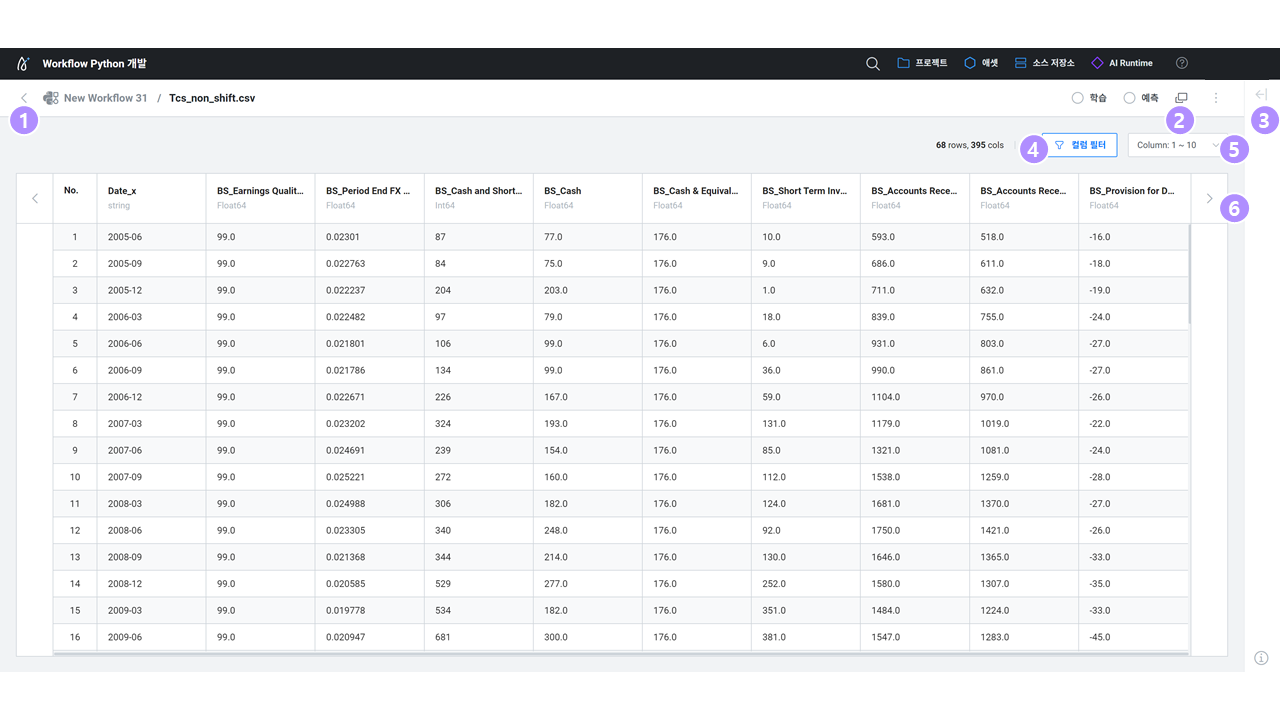 Workflow Python 개발 프로젝트 애셋 소스 저장소 AI Runtime
New Workflow 31 / Tcs_non_shift.csv 학습 예측
1 2 3
68 rows, 395 cols 4 컬럼 필터 Column: 1 ~ 10 5
No. Date_x BS_Earnings Qualit... BS_Period End FX ... BS_Cash and Short... BS_Cash BS_Cash & Equival... BS_Short Term Inv... BS_Accounts Rece... BS_Accounts Rece... BS_Provision for D...
string Float64 Float64 Int64 Float64 Float64 Float64 Float64 Float64 Float64
6
1 2005-06 99.0 0.02301 87 77.0 176.0 10.0 593.0 518.0 -16.0
2 2005-09 99.0 0.022763 84 75.0 176.0 9.0 686.0 611.0 -18.0
3 2005-12 99.0 0.022237 204 203.0 176.0 1.0 711.0 632.0 -19.0
4 2006-03 99.0 0.022482 97 79.0 176.0 18.0 839.0 755.0 -24.0
5 2006-06 99.0 0.021801 106 99.0 176.0 6.0 931.0 803.0 -27.0
6 2006-09 99.0 0.021786 134 99.0 176.0 36.0 990.0 861.0 -27.0
7 2006-12 99.0 0.022671 226 167.0 176.0 59.0 1104.0 970.0 -26.0
8 2007-03 99.0 0.023202 324 193.0 176.0 131.0 1179.0 1019.0 -22.0
9 2007-06 99.0 0.024691 239 154.0 176.0 85.0 1321.0 1081.0 -24.0
10 2007-09 99.0 0.025221 272 160.0 176.0 112.0 1538.0 1259.0 -28.0
11 2008-03 99.0 0.024988 306 182.0 176.0 124.0 1681.0 1370.0 -27.0
12 2008-06 99.0 0.023305 340 248.0 176.0 92.0 1750.0 1421.0 -26.0
13 2008-09 99.0 0.021368 344 214.0 176.0 130.0 1646.0 1365.0 -33.0
14 2008-12 99.0 0.020585 529 277.0 176.0 252.0 1580.0 1307.0 -35.0
15 2009-03 99.0 0.019778 534 182.0 176.0 351.0 1484.0 1224.0 -33.0
16 2009-06 99.0 0.020947 681 300.0 176.0 381.0 1547.0 1283.0 -45.0